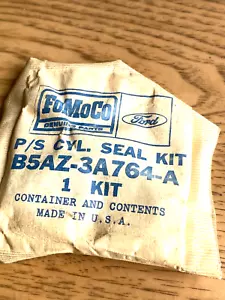 FoMoCo
GENUINE PARTS
Ford
P/S CYL. SEAL KIT
B5AZ-3A764-A
1 KIT
CONTAINER AND CONTENTS
MADE IN U.S.A.